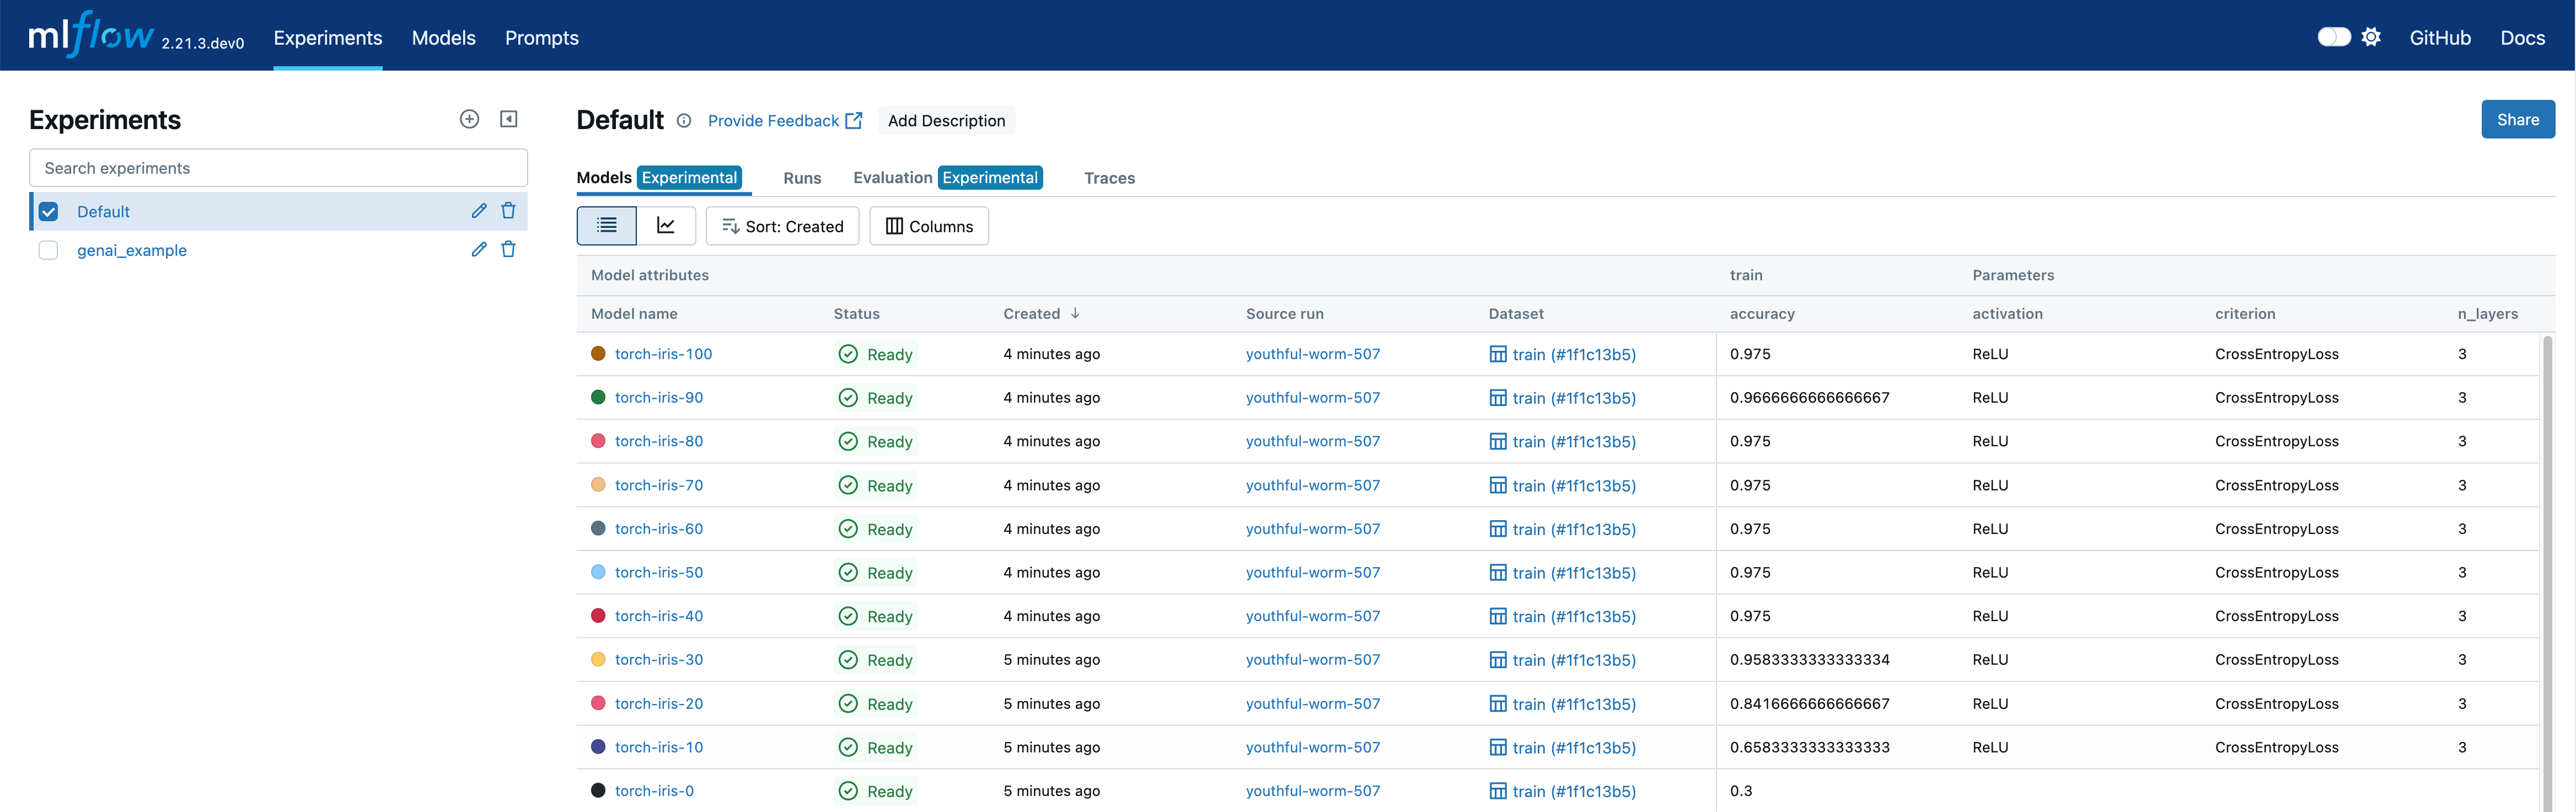 mlflow 2.21.3.dev0 Experiments Models Prompts GitHub Docs
Experiments
Search experiments
Default
genai_example
Default Provide Feedback Add Description Share
Models Experimental Runs Evaluation Experimental Traces
Sort: Created Columns
Model attributes train Parameters
Model name Status Created Source run Dataset accuracy activation criterion n_layers
torch-iris-100 Ready 4 minutes ago youthful-worm-507 train (#1f1c13b5) 0.975 ReLU CrossEntropyLoss 3
torch-iris-90 Ready 4 minutes ago youthful-worm-507 train (#1f1c13b5) 0.9666666666666667 ReLU CrossEntropyLoss 3
torch-iris-80 Ready 4 minutes ago youthful-worm-507 train (#1f1c13b5) 0.975 ReLU CrossEntropyLoss 3
torch-iris-70 Ready 4 minutes ago youthful-worm-507 train (#1f1c13b5) 0.975 ReLU CrossEntropyLoss 3
torch-iris-60 Ready 4 minutes ago youthful-worm-507 train (#1f1c13b5) 0.975 ReLU CrossEntropyLoss 3
torch-iris-50 Ready 4 minutes ago youthful-worm-507 train (#1f1c13b5) 0.975 ReLU CrossEntropyLoss 3
torch-iris-40 Ready 4 minutes ago youthful-worm-507 train (#1f1c13b5) 0.975 ReLU CrossEntropyLoss 3
torch-iris-30 Ready 5 minutes ago youthful-worm-507 train (#1f1c13b5) 0.9583333333333334 ReLU CrossEntropyLoss 3
torch-iris-20 Ready 5 minutes ago youthful-worm-507 train (#1f1c13b5) 0.8416666666666667 ReLU CrossEntropyLoss 3
torch-iris-10 Ready 5 minutes ago youthful-worm-507 train (#1f1c13b5) 0.6583333333333333 ReLU CrossEntropyLoss 3
torch-iris-0 Ready 5 minutes ago youthful-worm-507 train (#1f1c13b5) 0.3